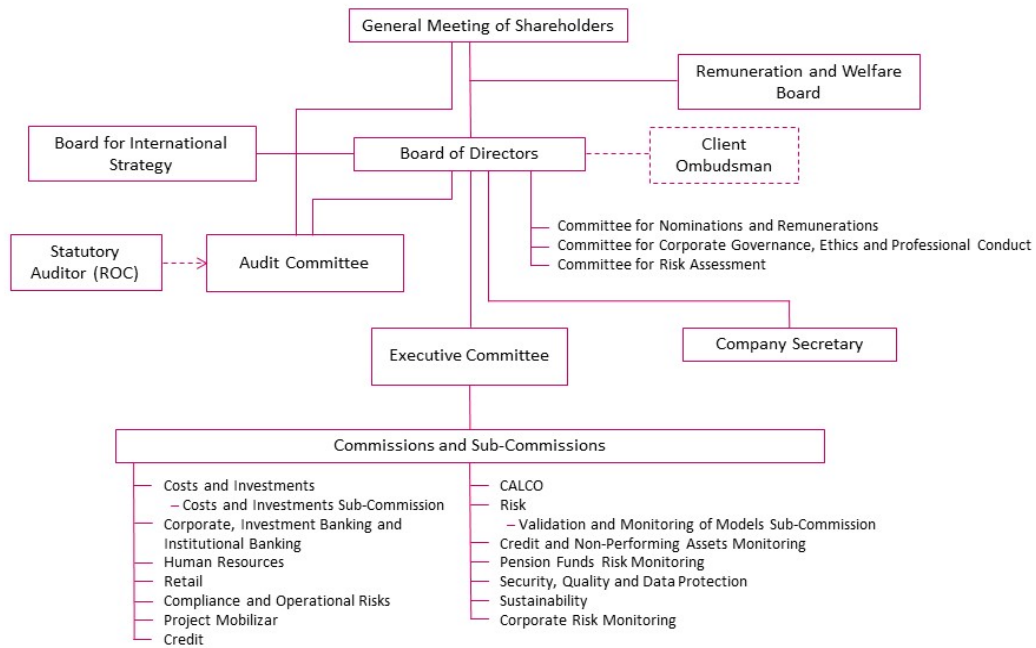 General Meeting of Shareholders
Remuneration and Welfare
Board
Board for International
Strategy
Board of Directors
Client
Ombudsman
Committee for Nominations and Remunerations
Committee for Corporate Governance, Ethics and Professional Conduct
Committee for Risk Assessment
Statutory
Auditor (ROC)
Audit Committee
Executive Committee
Company Secretary
Commissions and Sub-Commissions
Costs and Investments
– Costs and Investments Sub-Commission
Corporate, Investment Banking and
Institutional Banking
Human Resources
Retail
Compliance and Operational Risks
Project Mobilizar
Credit
CALCO
Risk
– Validation and Monitoring of Models Sub-Commission
Credit and Non-Performing Assets Monitoring
Pension Funds Risk Monitoring
Security, Quality and Data Protection
Sustainability
Corporate Risk Monitoring